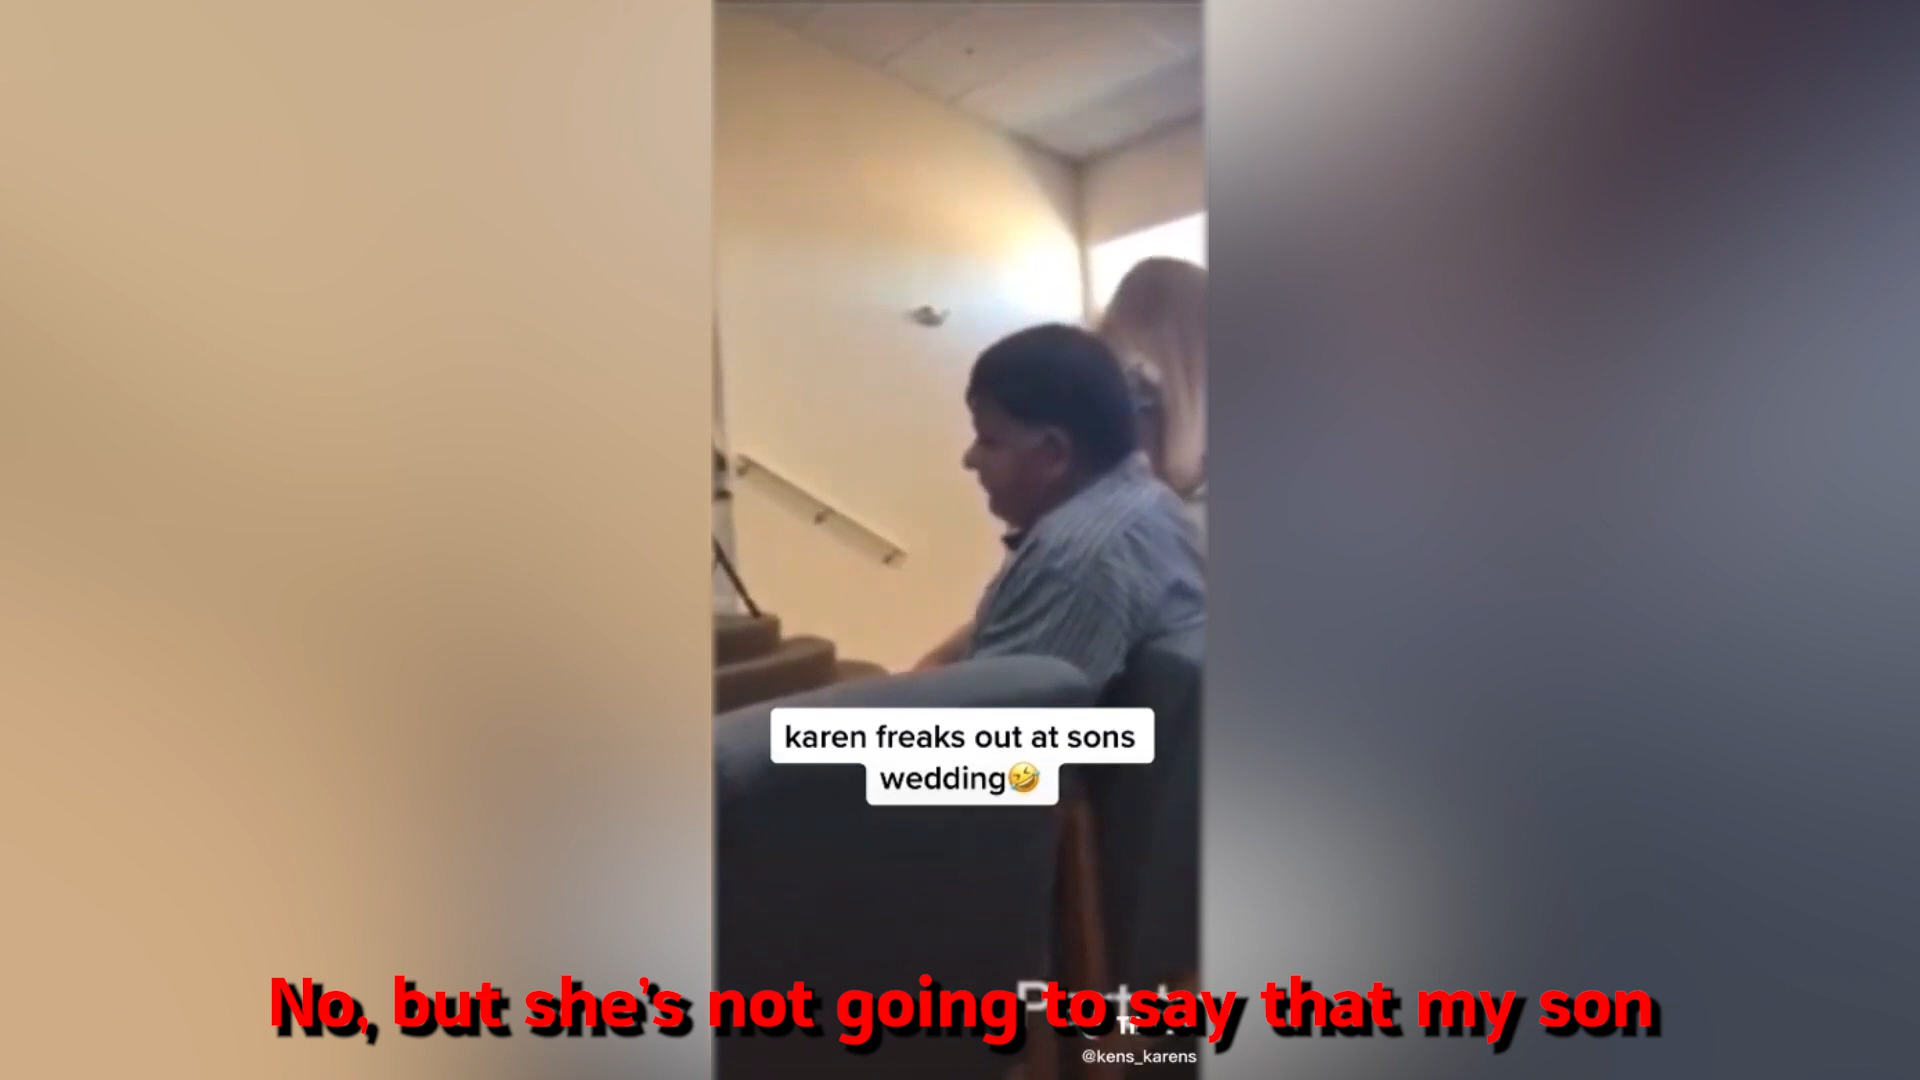 karen freaks out at sons
wedding🤣
No, but she's not going to say that my son
@kens_karens